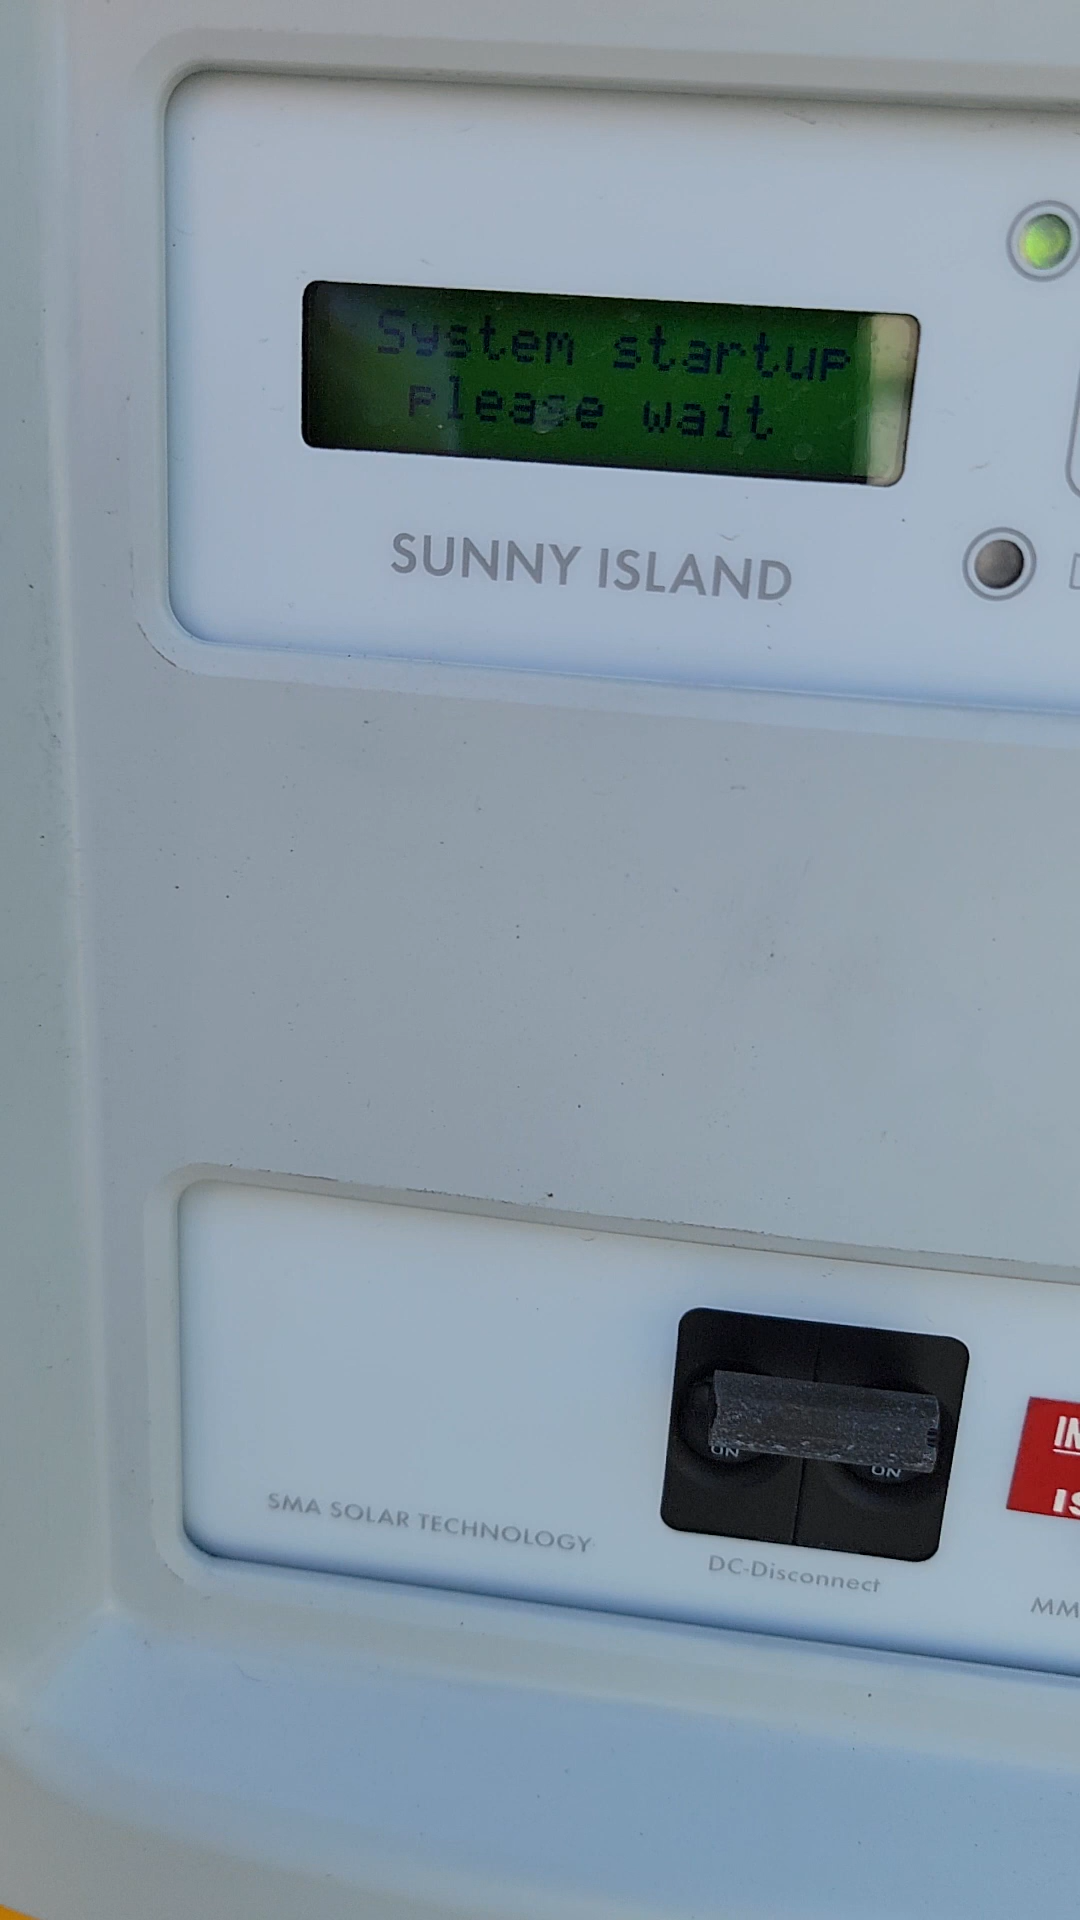 System startup
Please wait
SUNNY ISLAND
ON
ON
SMA SOLAR TECHNOLOGY
DC-Disconnect